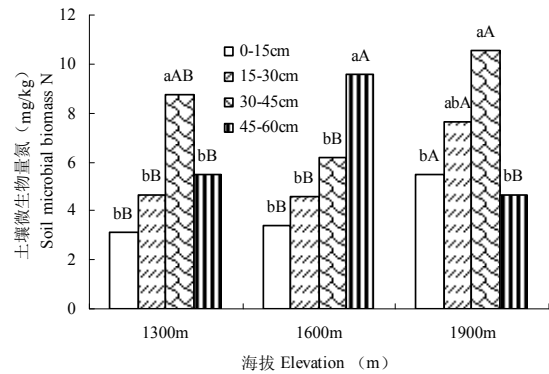 土壤微生物量氮（mg/kg）
Soil microbial biomass N
12
10
8
6
4
2
0
0-15cm
15-30cm
30-45cm
45-60cm
bB
bB
aAB
bB
bB
bB
bB
aA
bA
abA
aA
bB
1300m
1600m
1900m
海拔 Elevation （m）